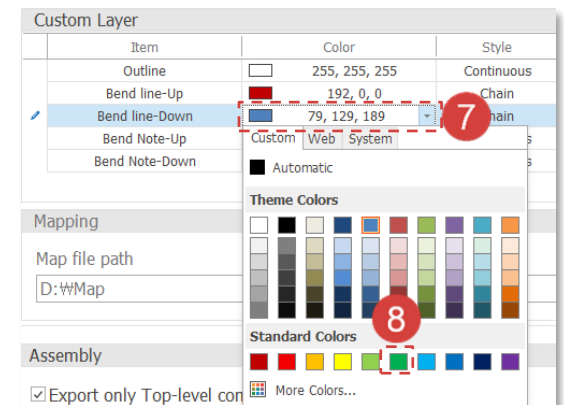 Custom Layer
Item Color Style
Outline 255, 255, 255 Continuous
Bend line-Up 192, 0, 0 Chain
Bend line-Down 79, 129, 189 hain
7
Bend Note-Up
Custom Web System
Bend Note-Down
Automatic
Theme Colors
Mapping
Map file path
D:₩Map
8
Standard Colors
Assembly
Export only Top-level con
More Colors...